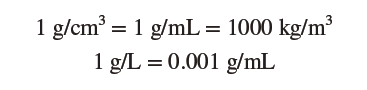 1 g/cm³ = 1 g/mL = 1000 kg/m³
1 g/L = 0.001 g/mL